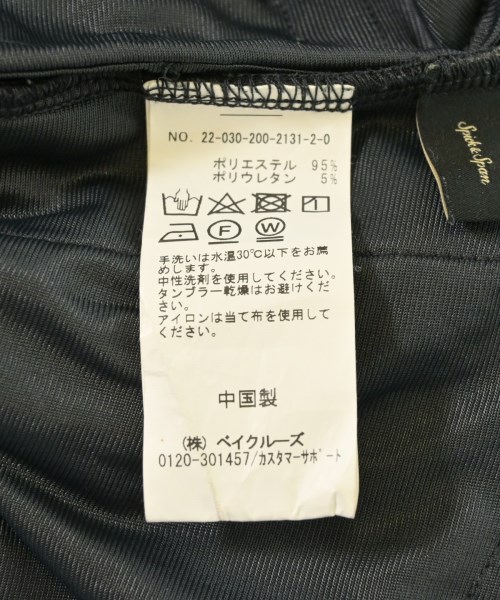 NO. 22-030-200-2131-2-0
ポリエステル 95%
ポリウレタン 5%
F
W
手洗いは水温30℃以下をお薦
めします。
中性洗剤を使用してください。
タンブラー乾燥はお避けくだ
さい。
アイロンは当て布を使用して
ください。
中国製
(株) ベイクルーズ
0120-301457/カスタマーサポート
Spick & Span